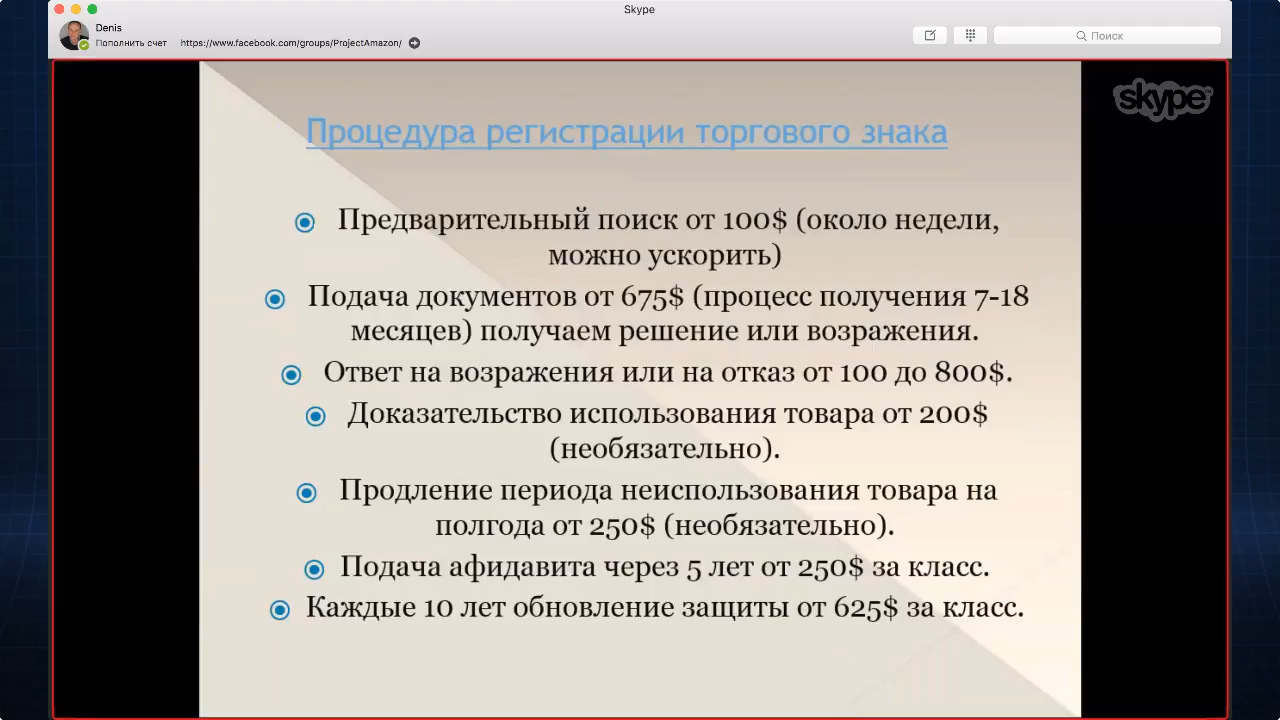 Skype
Denis
Пополнить счет https://www.facebook.com/groups/ProjectAmazon/
Поиск
skype™
Процедура регистрации торгового знака
Предварительный поиск от 100$ (около недели,
можно ускорить)
Подача документов от 675$ (процесс получения 7-18
месяцев) получаем решение или возражения.
Ответ на возражения или на отказ от 100 до 800$.
Доказательство использования товара от 200$
(необязательно).
Продление периода неиспользования товара на
полгода от 250$ (необязательно).
Подача афидавита через 5 лет от 250$ за класс.
Каждые 10 лет обновление защиты от 625$ за класс.